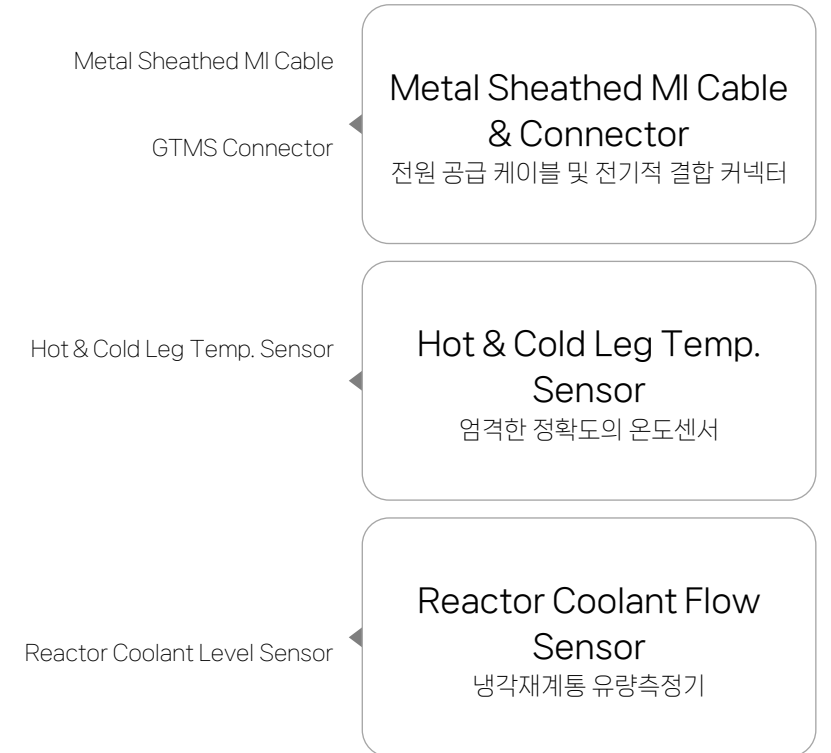 Metal Sheathed MI Cable
GTMS Connector
Metal Sheathed MI Cable
& Connector
전원 공급 케이블 및 전기적 결합 커넥터
Hot & Cold Leg Temp. Sensor
Hot & Cold Leg Temp.
Sensor
엄격한 정확도의 온도센서
Reactor Coolant Level Sensor
Reactor Coolant Flow
Sensor
냉각재계통 유량측정기